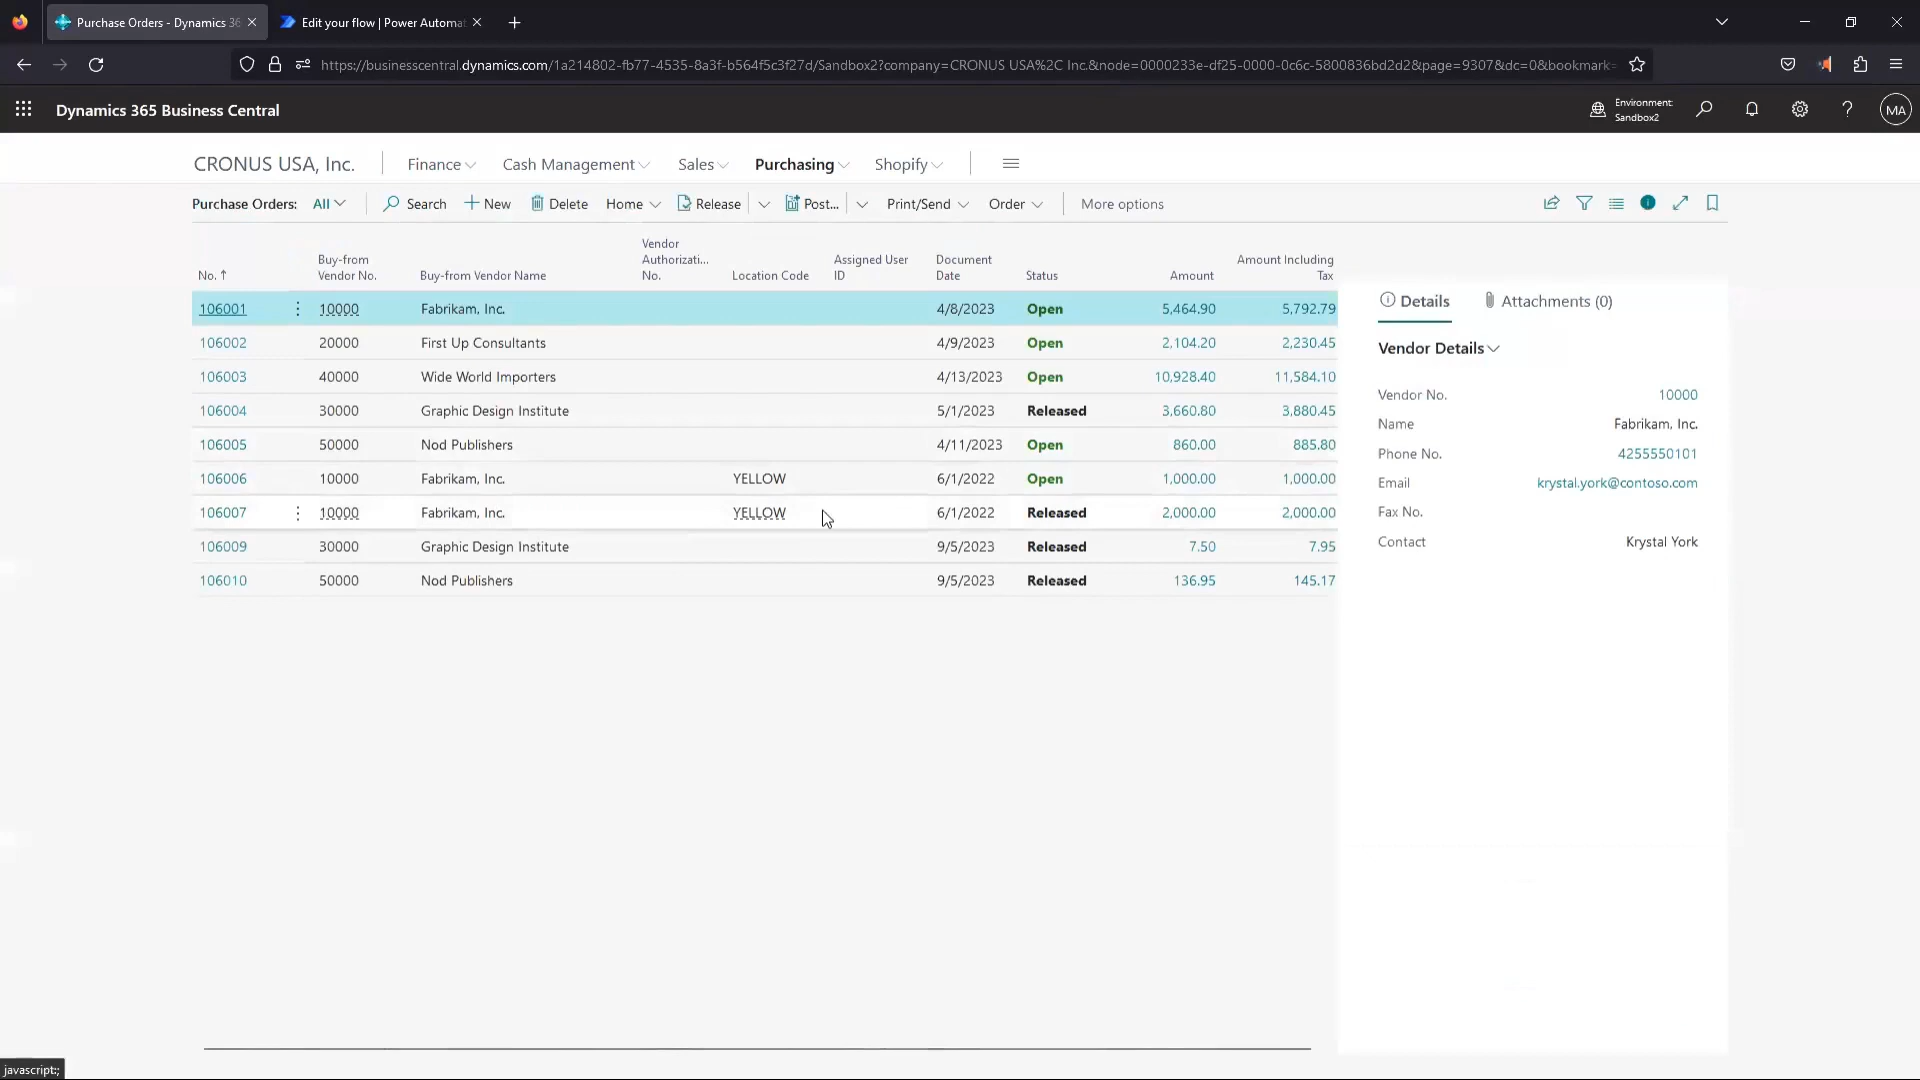 Purchase Orders - Dynamics 36
Edit your flow | Power Automat
https://businesscentral.dynamics.com/1a214802-fb77-4535-8a3f-b564f5c3f27d/Sandbox2?company=CRONUS USA%2C Inc.&node=0000233e-df25-0000-0c6c-5800836bd2d2&page=9307&dc=0&bookmark=
Dynamics 365 Business Central
Environment:
Sandbox2
MA
CRONUS USA, Inc. Finance Cash Management Sales Purchasing Shopify
Purchase Orders: All Search New Delete Home Release Post... Print/Send Order More options
No. ↑ Buy-from Vendor No. Buy-from Vendor Name Vendor Authorizati... No. Location Code Assigned User ID Document Date Status Amount Amount Including Tax
106001 10000 Fabrikam, Inc. 4/8/2023 Open 5,464.90 5,792.79
106002 20000 First Up Consultants 4/9/2023 Open 2,104.20 2,230.45
106003 40000 Wide World Importers 4/13/2023 Open 10,928.40 11,584.10
106004 30000 Graphic Design Institute 5/1/2023 Released 3,660.80 3,880.45
106005 50000 Nod Publishers 4/11/2023 Open 860.00 885.80
106006 10000 Fabrikam, Inc. YELLOW 6/1/2022 Open 1,000.00 1,000.00
106007 10000 Fabrikam, Inc. YELLOW 6/1/2022 Released 2,000.00 2,000.00
106009 30000 Graphic Design Institute 9/5/2023 Released 7.50 7.95
106010 50000 Nod Publishers 9/5/2023 Released 136.95 145.17
Details Attachments (0)
Vendor Details
Vendor No. 10000
Name Fabrikam, Inc.
Phone No. 4255550101
Email krystal.york@contoso.com
Fax No.
Contact Krystal York
javascript:;